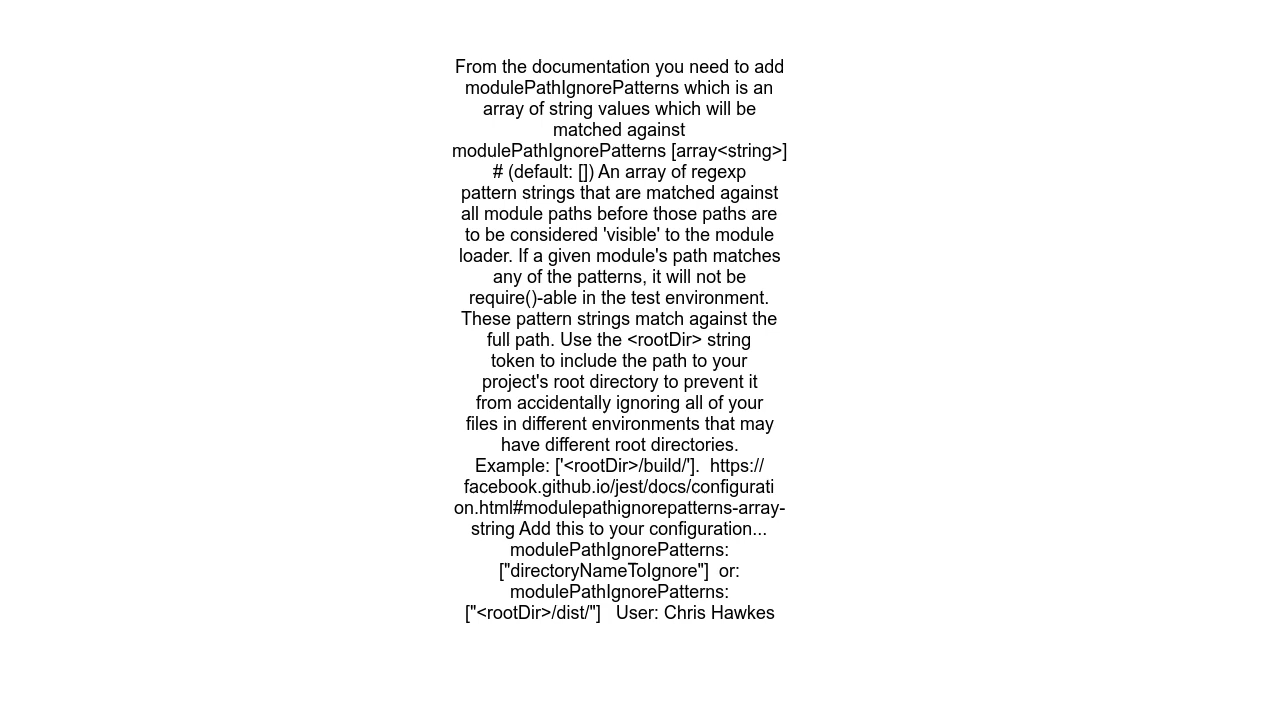 From the documentation you need to add
modulePathIgnorePatterns which is an
array of string values which will be
matched against
modulePathIgnorePatterns [array<string>]
# (default: []) An array of regexp
pattern strings that are matched against
all module paths before those paths are
to be considered 'visible' to the module
loader. If a given module's path matches
any of the patterns, it will not be
require()-able in the test environment.
These pattern strings match against the
full path. Use the <rootDir> string
token to include the path to your
project's root directory to prevent it
from accidentally ignoring all of your
files in different environments that may
have different root directories.
Example: ['<rootDir>/build/'].  https://
facebook.github.io/jest/docs/configurati
on.html#modulepathignorepatterns-array-
string Add this to your configuration...
modulePathIgnorePatterns:
["directoryNameToIgnore"]  or:
modulePathIgnorePatterns:
["<rootDir>/dist/"]   User: Chris Hawkes